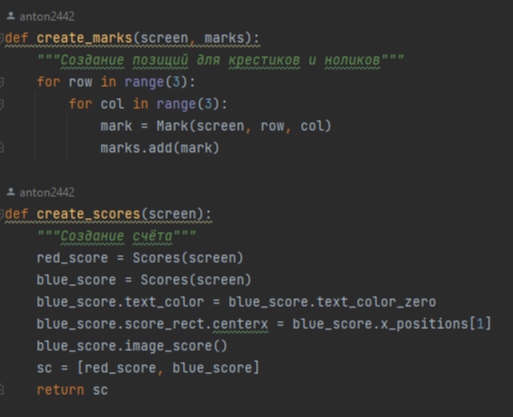 anton2442
def create_marks(screen, marks):
    """Создание позиций для крестиков и ноликов"""
    for row in range(3):
        for col in range(3):
            mark = Mark(screen, row, col)
            marks.add(mark)
anton2442
def create_scores(screen):
    """Создание счёта"""
    red_score = Scores(screen)
    blue_score = Scores(screen)
    blue_score.text_color = blue_score.text_color_zero
    blue_score.score_rect.centerx = blue_score.x_positions[1]
    blue_score.image_score()
    sc = [red_score, blue_score]
    return sc